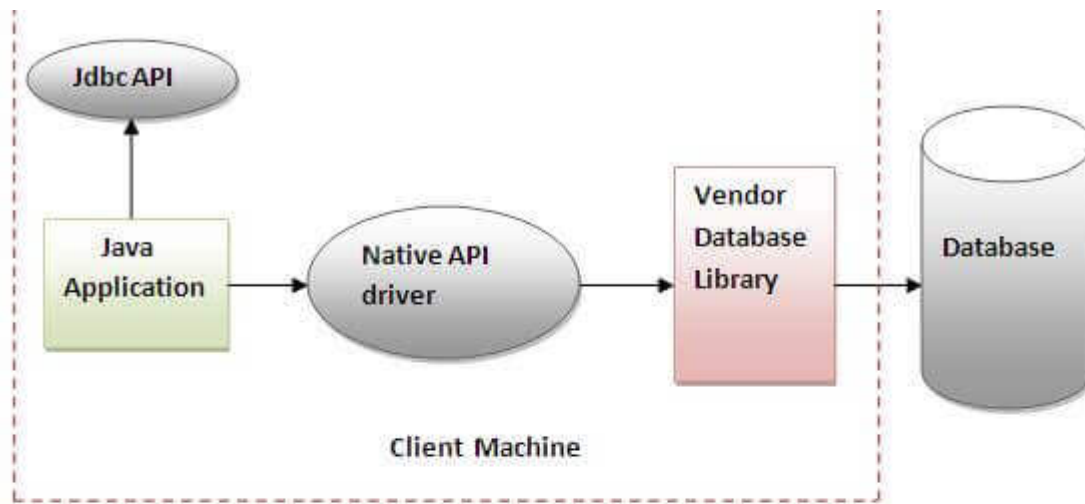 Jdbc API
Java
Application
Native API
driver
Vendor
Database
Library
Database
Client Machine